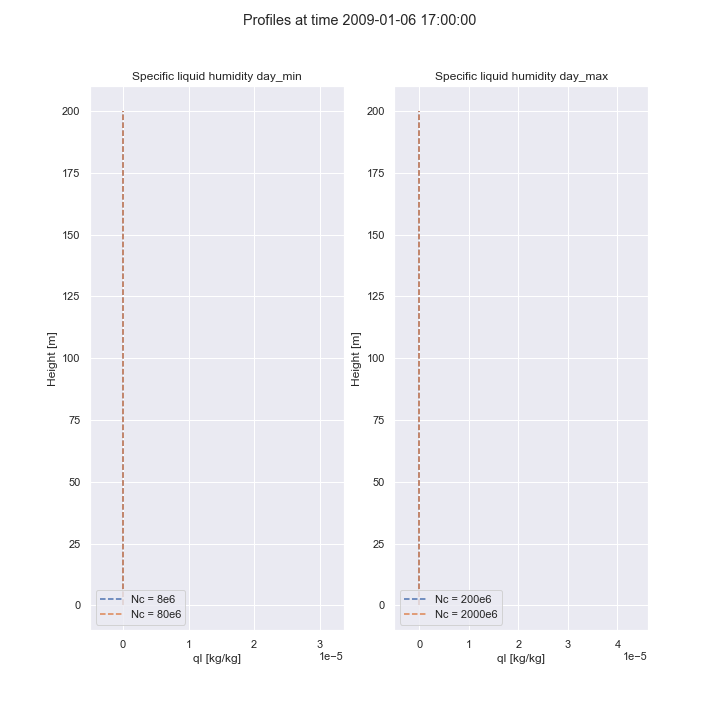 Profiles at time 2009-01-06 17:00:00
Specific liquid humidity day_min
200
175
150
125
100
75
50
25
0
Height [m]
Nc = 8e6
Nc = 80e6
0
1
2
3
1e−5
ql [kg/kg]
Specific liquid humidity day_max
200
175
150
125
100
75
50
25
0
Height [m]
Nc = 200e6
Nc = 2000e6
0
1
2
3
4
1e−5
ql [kg/kg]